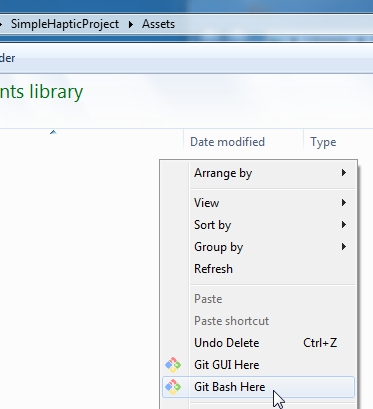 SimpleHapticProject Assets
der
nts library
Date modified Type
Arrange by
View
Sort by
Group by
Refresh
Paste
Paste shortcut
Undo Delete Ctrl+Z
Git GUI Here
Git Bash Here